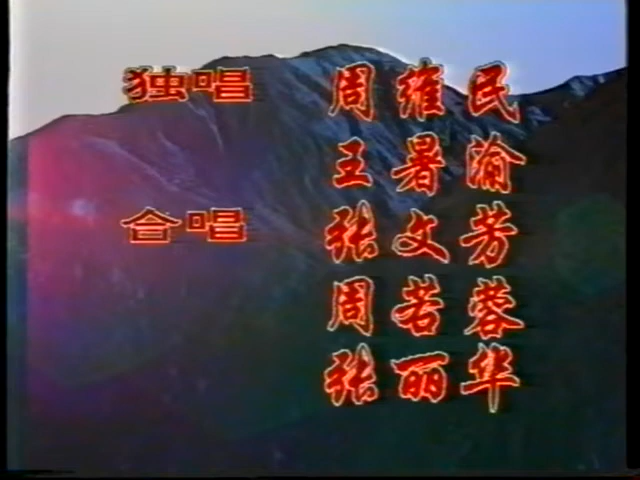 独唱 周维民
王暑渝
合唱 张文芳
周若蓉
张丽华